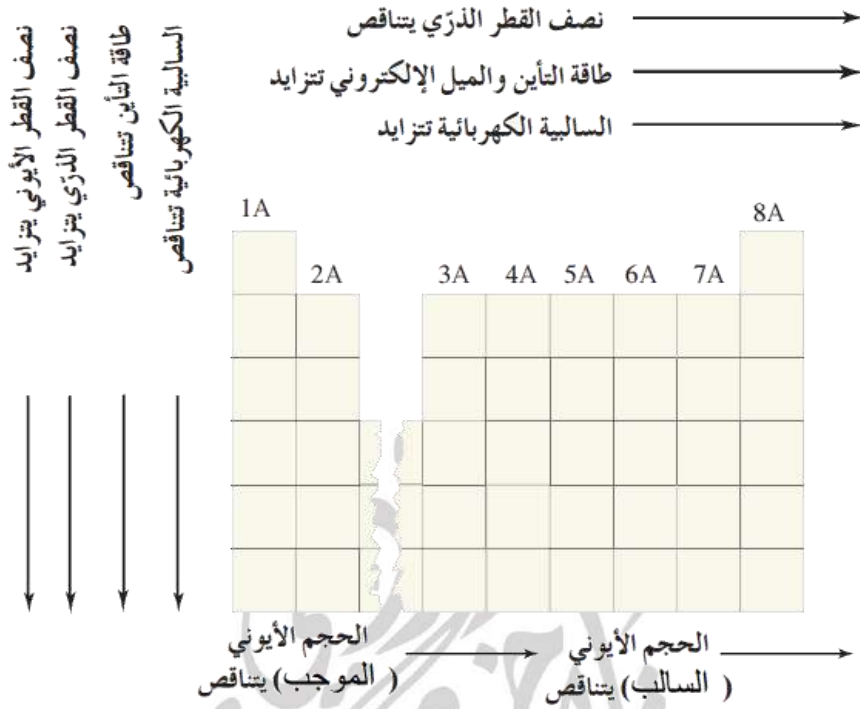 نصف القطر الذرّي يتناقص
طاقة التأين والميل الإلكتروني تتزايد
السالبية الكهربائية تتزايد
السالبية الكهربائية تتناقص
طاقة التأين تتناقص
نصف القطر الذرّي يتزايد
نصف القطر الأيوني يتزايد
1A
8A
2A
3A 4A 5A 6A 7A
الحجم الأيوني
( الموجب) يتناقص
الحجم الأيوني
( السالب) يتناقص